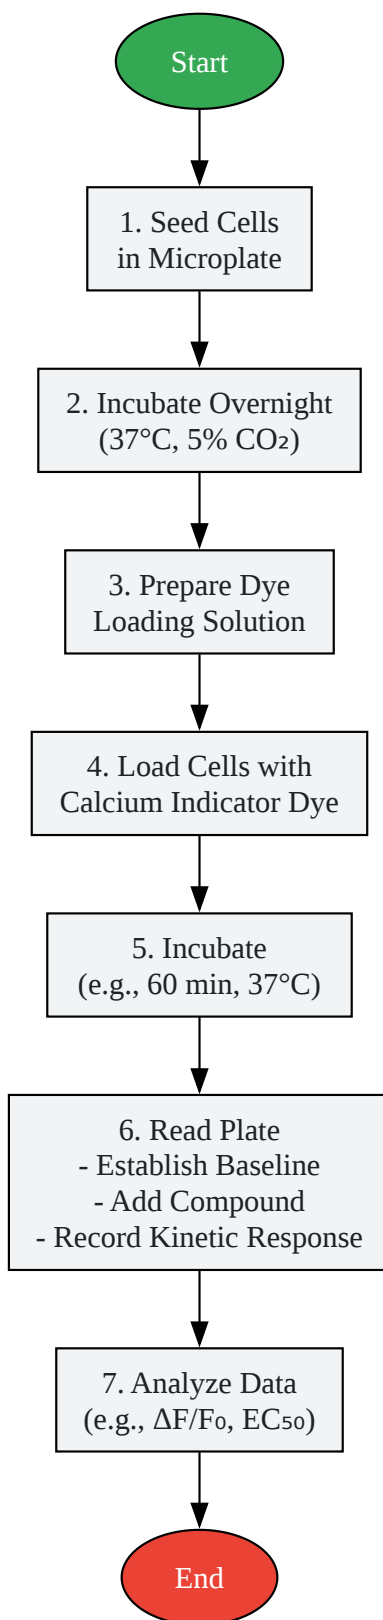 Start
1. Seed Cells
in Microplate
2. Incubate Overnight
(37°C, 5% CO₂)
3. Prepare Dye
Loading Solution
4. Load Cells with
Calcium Indicator Dye
5. Incubate
(e.g., 60 min, 37°C)
6. Read Plate
- Establish Baseline
- Add Compound
- Record Kinetic Response
7. Analyze Data
(e.g., ΔF/F₀, EC₅₀)
End